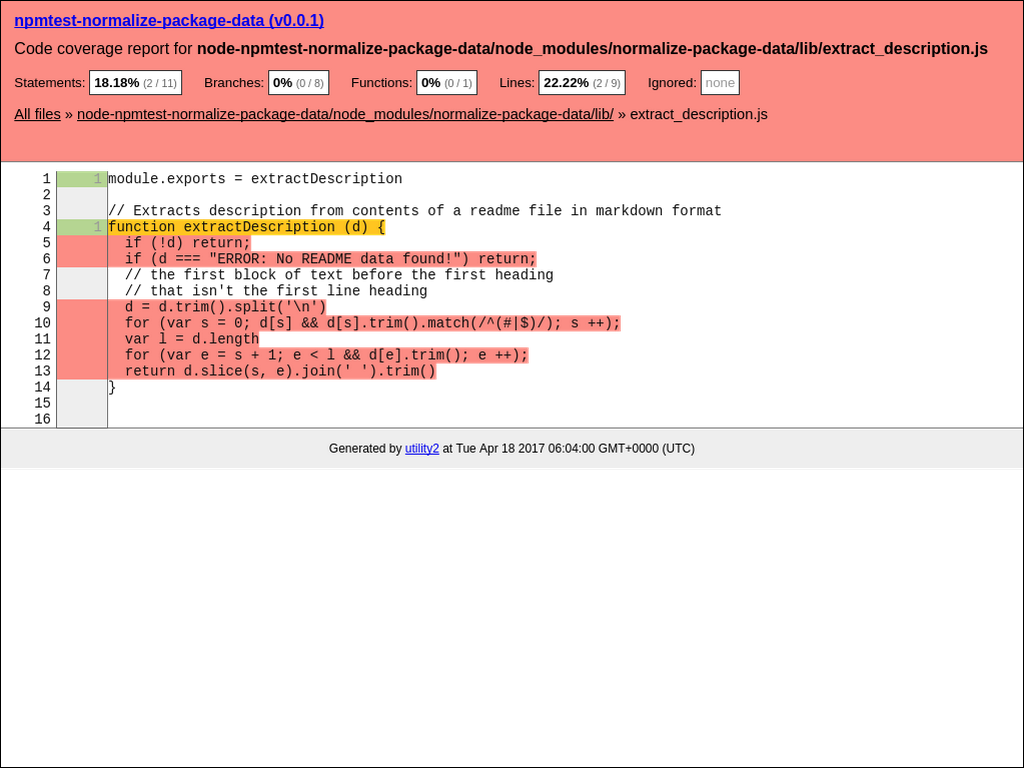 npmtest-normalize-package-data (v0.0.1)
Code coverage report for node-npmtest-normalize-package-data/node_modules/normalize-package-data/lib/extract_description.js
Statements: 18.18% (2 / 11) Branches: 0% (0 / 8) Functions: 0% (0 / 1) Lines: 22.22% (2 / 9) Ignored: none
All files » node-npmtest-normalize-package-data/node_modules/normalize-package-data/lib/ » extract_description.js
1 1 module.exports = extractDescription
2
3 // Extracts description from contents of a readme file in markdown format
4 1 function extractDescription (d) {
5   if (!d) return;
6   if (d === "ERROR: No README data found!") return;
7   // the first block of text before the first heading
8   // that isn't the first line heading
9   d = d.trim().split('\n')
10   for (var s = 0; d[s] && d[s].trim().match(/^(#|$)/); s ++);
11   var l = d.length
12   for (var e = s + 1; e < l && d[e].trim(); e ++);
13   return d.slice(s, e).join(' ').trim()
14 }
15
16
Generated by utility2 at Tue Apr 18 2017 06:04:00 GMT+0000 (UTC)